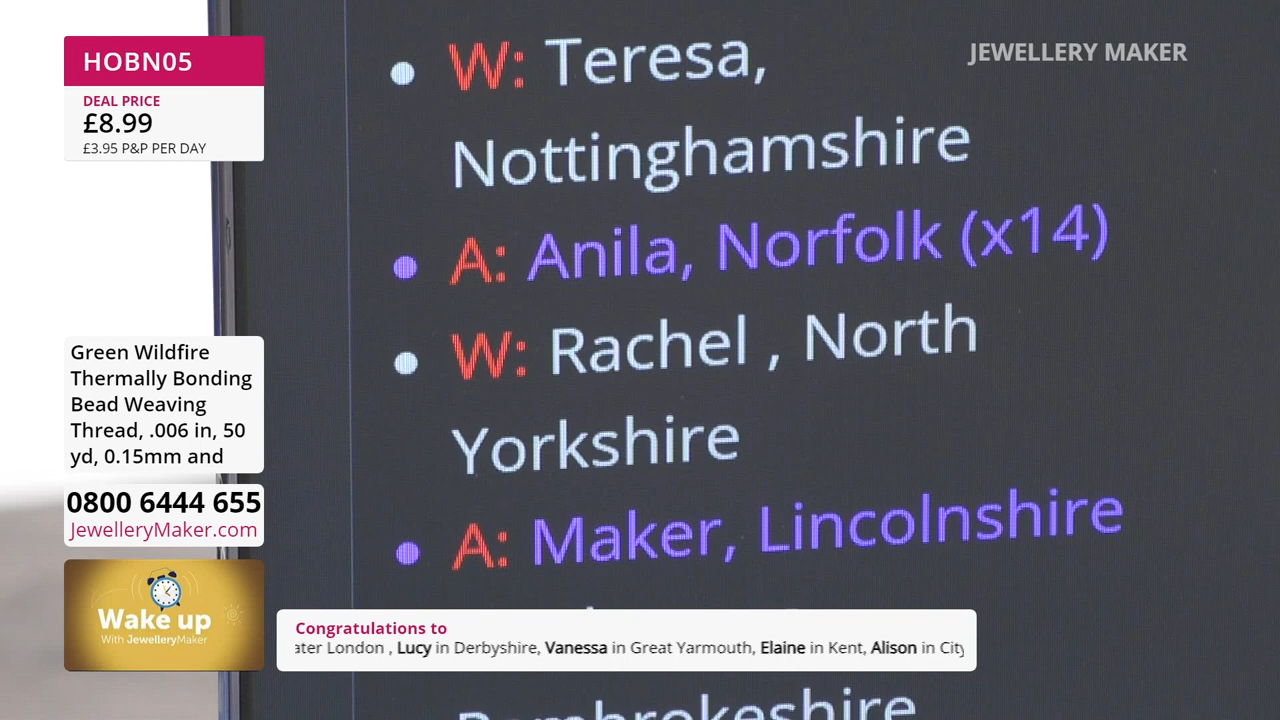 HOBN05
DEAL PRICE
£8.99
£3.95 P&P PER DAY
JEWELLERY MAKER
W: Teresa,
Nottinghamshire
A: Anila, Norfolk (x14)
W: Rachel , North
Yorkshire
A: Maker, Lincolnshire
Pembrokeshire
Green Wildfire
Thermally Bonding
Bead Weaving
Thread, .006 in, 50
yd, 0.15mm and
0800 6444 655
JewelleryMaker.com
Wake up
With JewelleryMaker
Congratulations to
London , Lucy in Derbyshire, Vanessa in Great Yarmouth, Elaine in Kent, Alison in City